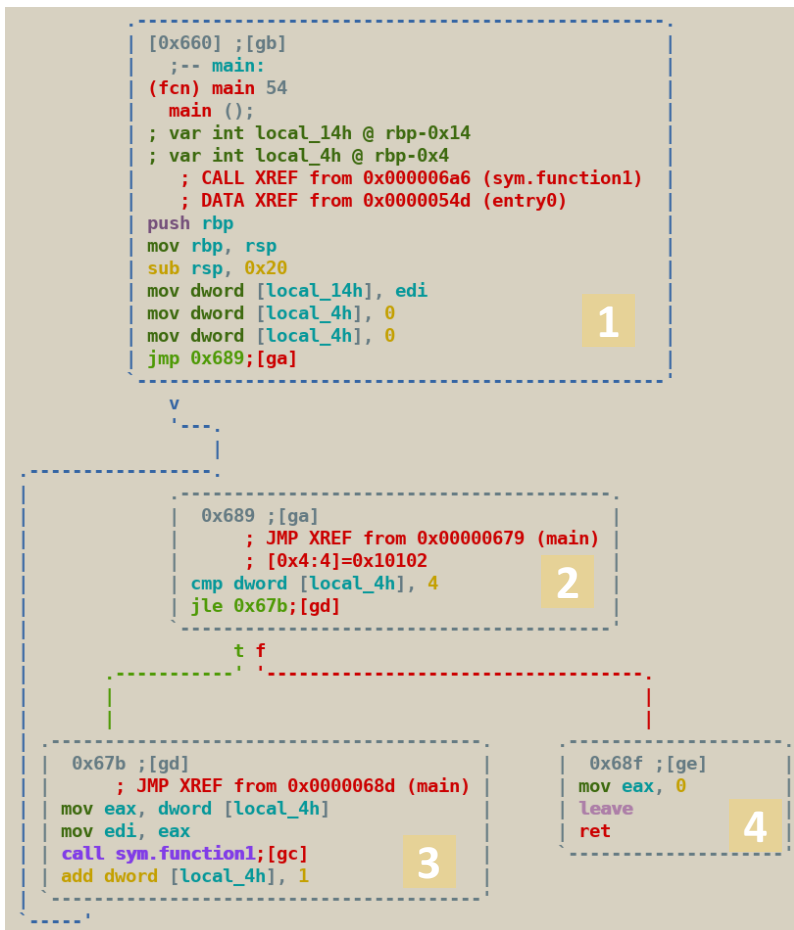 [0x660] ;[gb]
;-- main:
(fcn) main 54
main ();
; var int local_14h @ rbp-0x14
; var int local_4h @ rbp-0x4
; CALL XREF from 0x000006a6 (sym.function1)
; DATA XREF from 0x0000054d (entry0)
push rbp
mov rbp, rsp
sub rsp, 0x20
mov dword [local_14h], edi
mov dword [local_4h], 0
mov dword [local_4h], 0
jmp 0x689;[ga]
1
v
0x689 ;[ga]
; JMP XREF from 0x00000679 (main)
; [0x4:4]=0x10102
cmp dword [local_4h], 4
jle 0x67b;[gd]
2
t f
0x67b ;[gd]
; JMP XREF from 0x0000068d (main)
mov eax, dword [local_4h]
mov edi, eax
call sym.function1;[gc]
add dword [local_4h], 1
3
0x68f ;[ge]
mov eax, 0
leave
ret
4